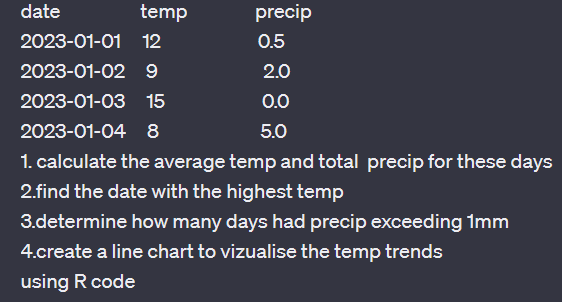 date temp precip
2023-01-01 12 0.5
2023-01-02 9 2.0
2023-01-03 15 0.0
2023-01-04 8 5.0
1. calculate the average temp and total precip for these days
2.find the date with the highest temp
3.determine how many days had precip exceeding 1mm
4.create a line chart to vizualise the temp trends
using R code